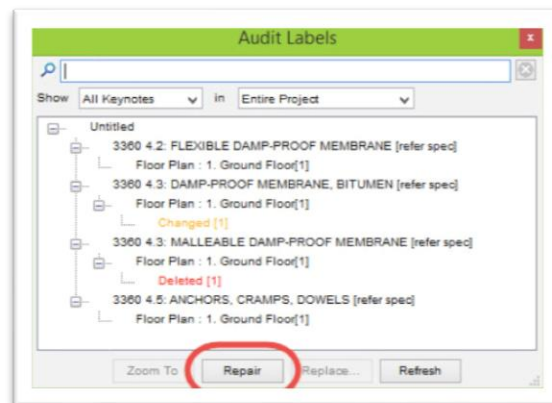 Audit Labels
x
Show All Keynotes in Entire Project
Untitled
3360 4.2: FLEXIBLE DAMP-PROOF MEMBRANE [refer spec]
Floor Plan : 1. Ground Floor[1]
3360 4.3: DAMP-PROOF MEMBRANE, BITUMEN [refer spec]
Floor Plan : 1. Ground Floor[1]
Changed [1]
3360 4.3: MALLEABLE DAMP-PROOF MEMBRANE [refer spec]
Floor Plan : 1. Ground Floor[1]
Deleted [1]
3360 4.5: ANCHORS, CRAMPS, DOWELS [refer spec]
Floor Plan : 1. Ground Floor[1]
Zoom To Repair Replace... Refresh